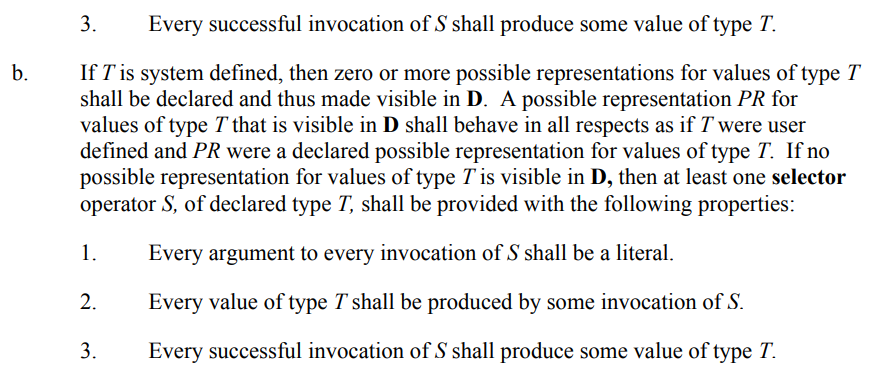 3. Every successful invocation of S shall produce some value of type T.
b. If T is system defined, then zero or more possible representations for values of type T
shall be declared and thus made visible in D. A possible representation PR for
values of type T that is visible in D shall behave in all respects as if T were user
defined and PR were a declared possible representation for values of type T. If no
possible representation for values of type T is visible in D, then at least one selector
operator S, of declared type T, shall be provided with the following properties:
1. Every argument to every invocation of S shall be a literal.
2. Every value of type T shall be produced by some invocation of S.
3. Every successful invocation of S shall produce some value of type T.